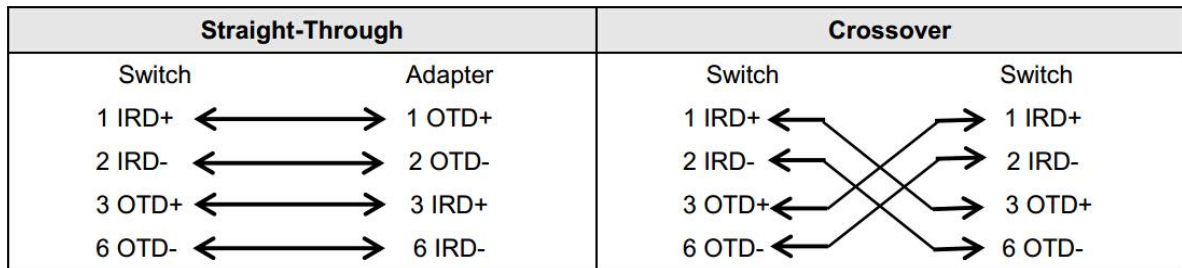 Straight-Through Crossover
Switch Adapter Switch Switch
1 IRD+ 1 OTD+ 1 IRD+ 1 IRD+
2 IRD- 2 OTD- 2 IRD- 2 IRD-
3 OTD+ 3 IRD+ 3 OTD+ 3 OTD+
6 OTD- 6 IRD- 6 OTD- 6 OTD-